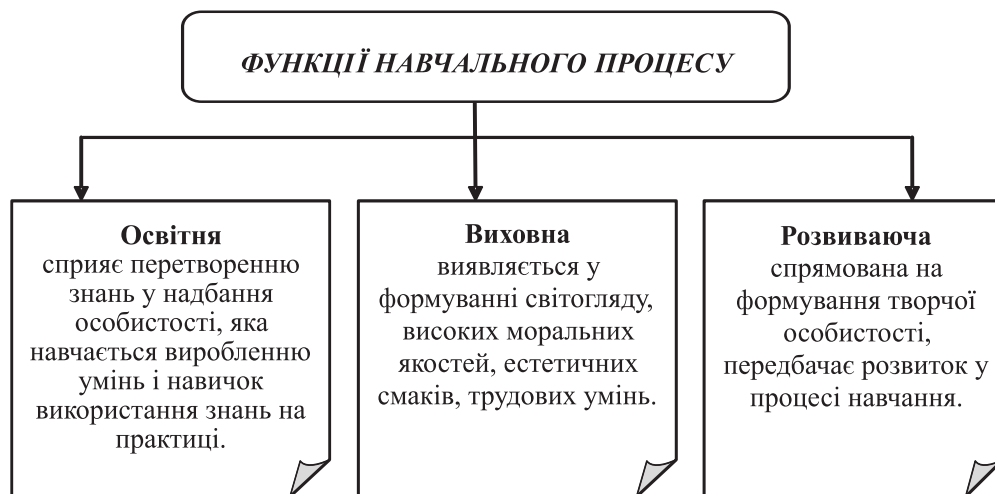 ФУНКЦІЇ НАВЧАЛЬНОГО ПРОЦЕСУ
Освітня
сприяє перетворенню
знань у надбання
особистості, яка
навчається виробленню
умінь і навичок
використання знань на
практиці.
Виховна
виявляється у
формуванні світогляду,
високих моральних
якостей, естетичних
смаків, трудових умінь.
Розвиваюча
спрямована на
формування творчої
особистості,
передбачає розвиток у
процесі навчання.